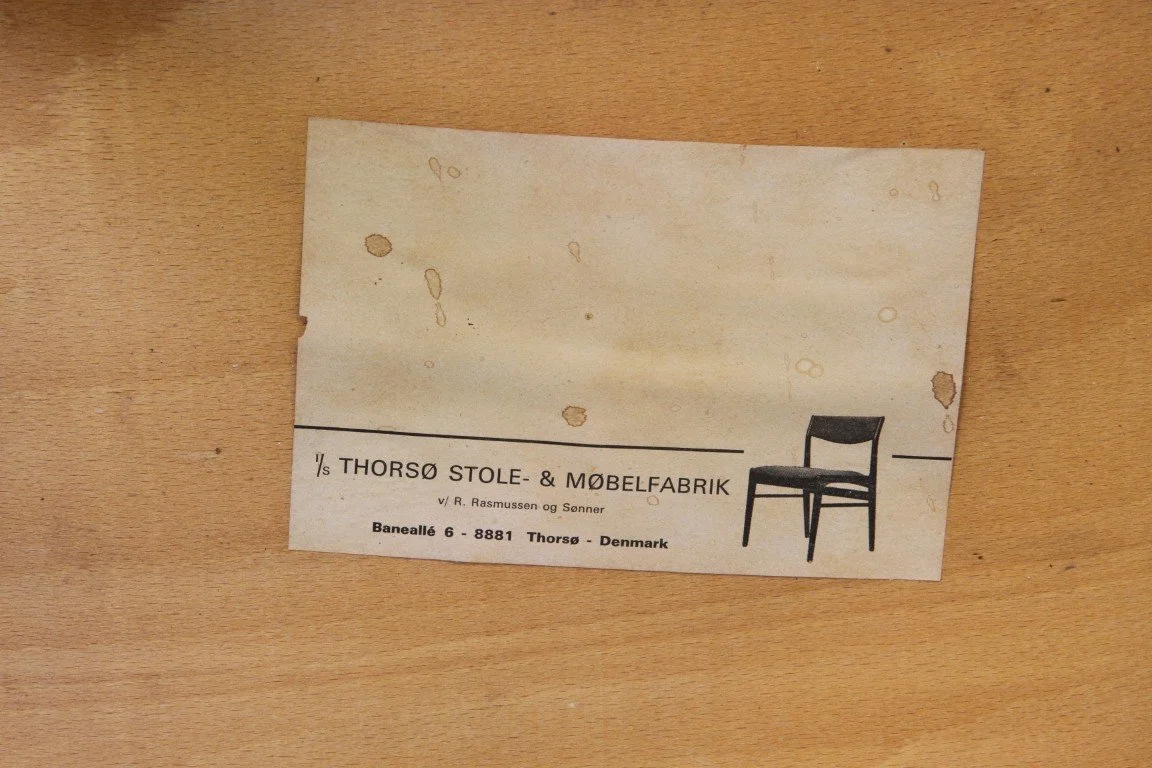 I/S THORSØ STOLE- & MØBELFABRIK
v/ R. Rasmussen og Sønner
Baneallé 6 - 8881 Thorsø - Denmark